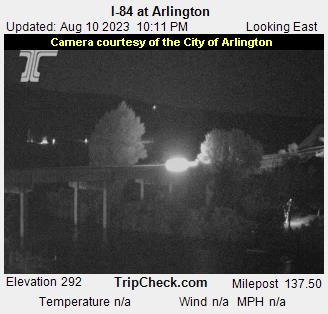 I-84 at Arlington
Updated: Aug 10 2023 10:11 PM Looking East
Camera courtesy of the City of Arlington
Elevation 292 TripCheck.com Milepost 137.50
Temperature n/a Wind n/a MPH n/a